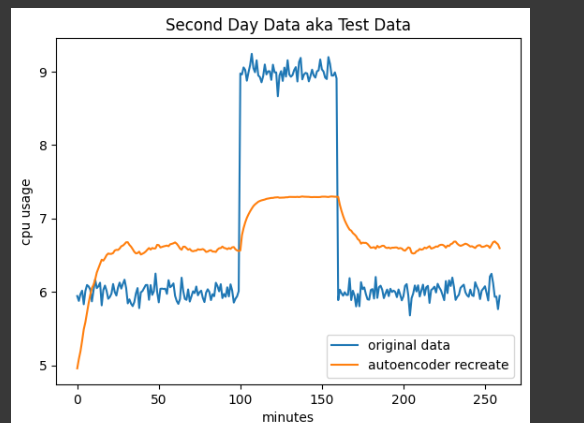 Second Day Data aka Test Data
cpu usage
9
8
7
6
5
0 50 100 150 200 250
minutes
original data
autoencoder recreate